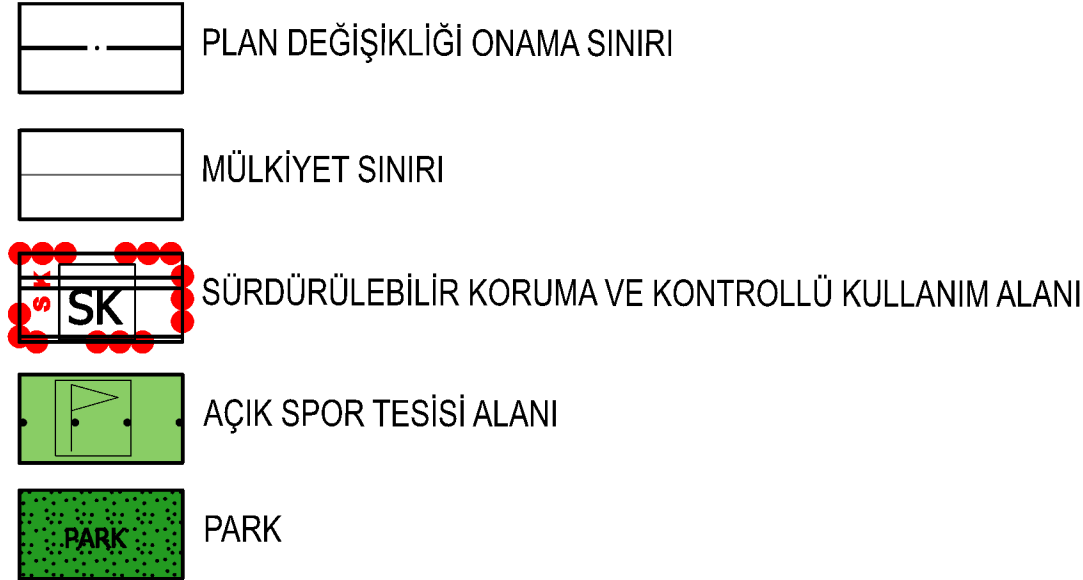 PLAN DEĞİŞİKLİĞİ ONAMA SINIRI
MÜLKİYET SINIRI
SK
SK
SÜRDÜRÜLEBİLİR KORUMA VE KONTROLLÜ KULLANIM ALANI
AÇIK SPOR TESİSİ ALANI
PARK
PARK